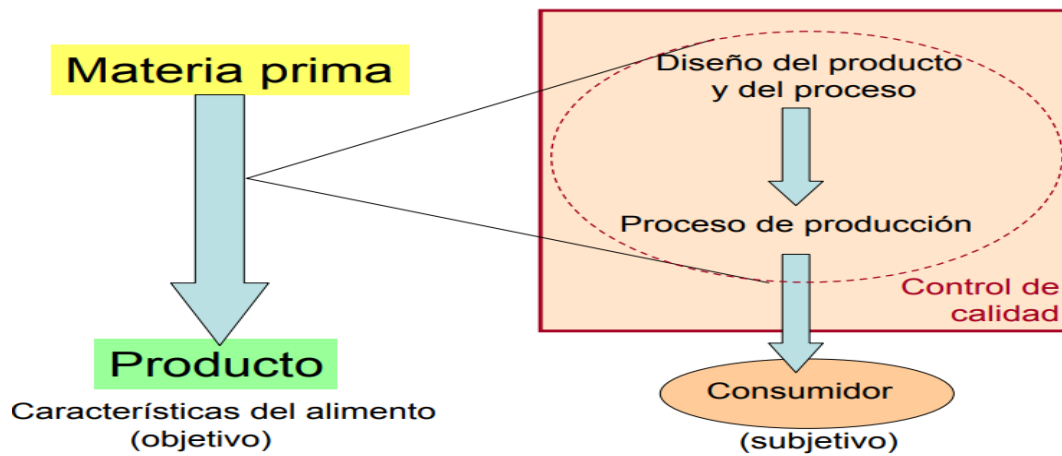 Materia prima
Producto
Características del alimento
(objetivo)
Diseño del producto
y del proceso
Proceso de producción
Control de
calidad
Consumidor
(subjetivo)